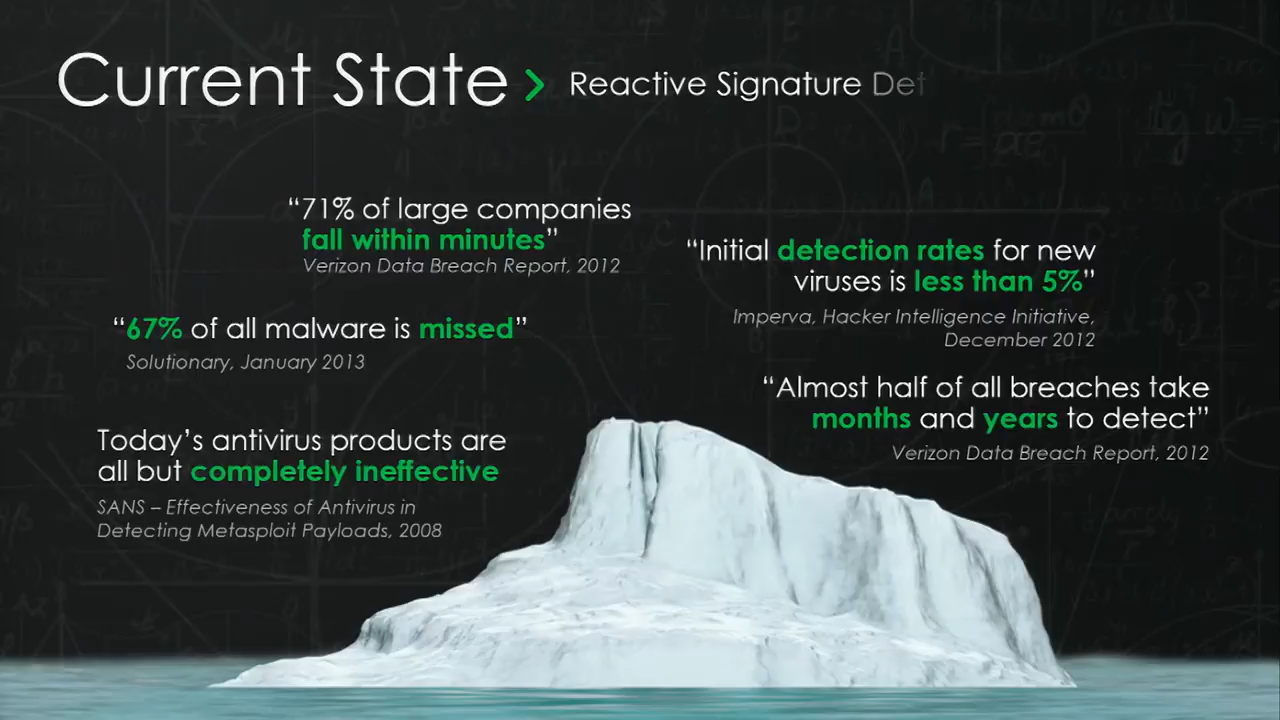 Current State > Reactive Signature Det
“71% of large companies
fall within minutes”
Verizon Data Breach Report, 2012
“Initial detection rates for new
viruses is less than 5%”
Imperva, Hacker Intelligence Initiative,
December 2012
“67% of all malware is missed”
Solutionary, January 2013
“Almost half of all breaches take
months and years to detect”
Verizon Data Breach Report, 2012
Today’s antivirus products are
all but completely ineffective
SANS – Effectiveness of Antivirus in
Detecting Metasploit Payloads, 2008